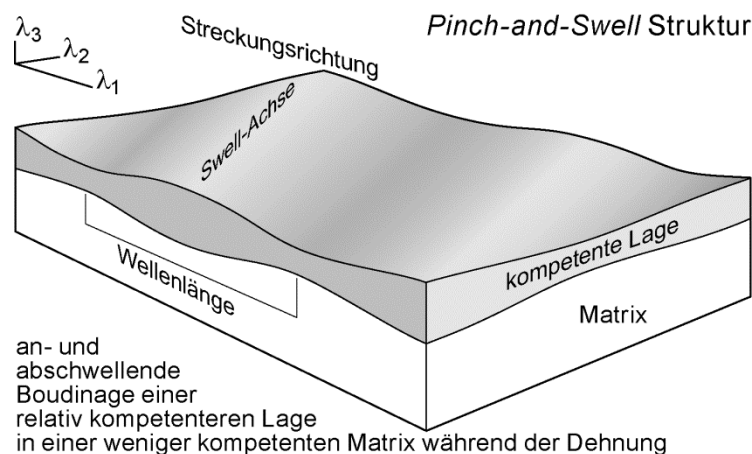 Pinch-and-Swell Struktur
Streckungsrichtung
λ3
λ2
λ1
Swell-Achse
kompetente Lage
Wellenlänge
Matrix
an- und
abschwellende
Boudinage einer
relativ kompetenteren Lage
in einer weniger kompetenten Matrix während der Dehnung